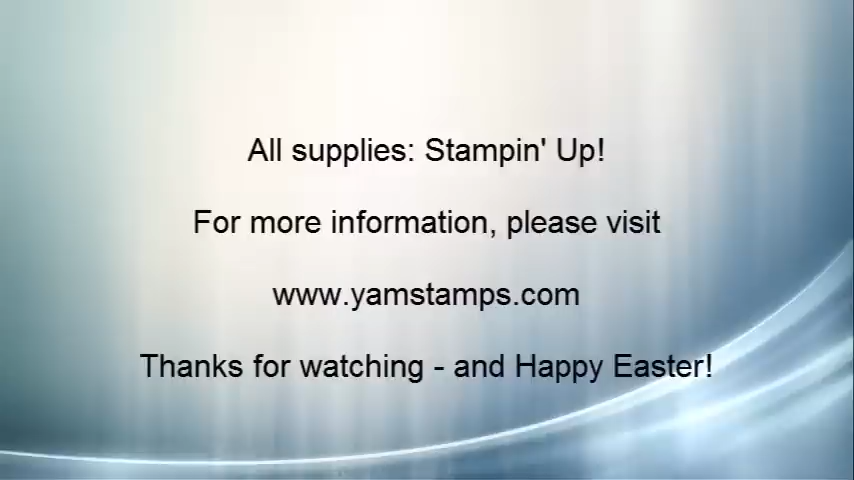 All supplies: Stampin' Up!
For more information, please visit
www.yamstamps.com
Thanks for watching - and Happy Easter!